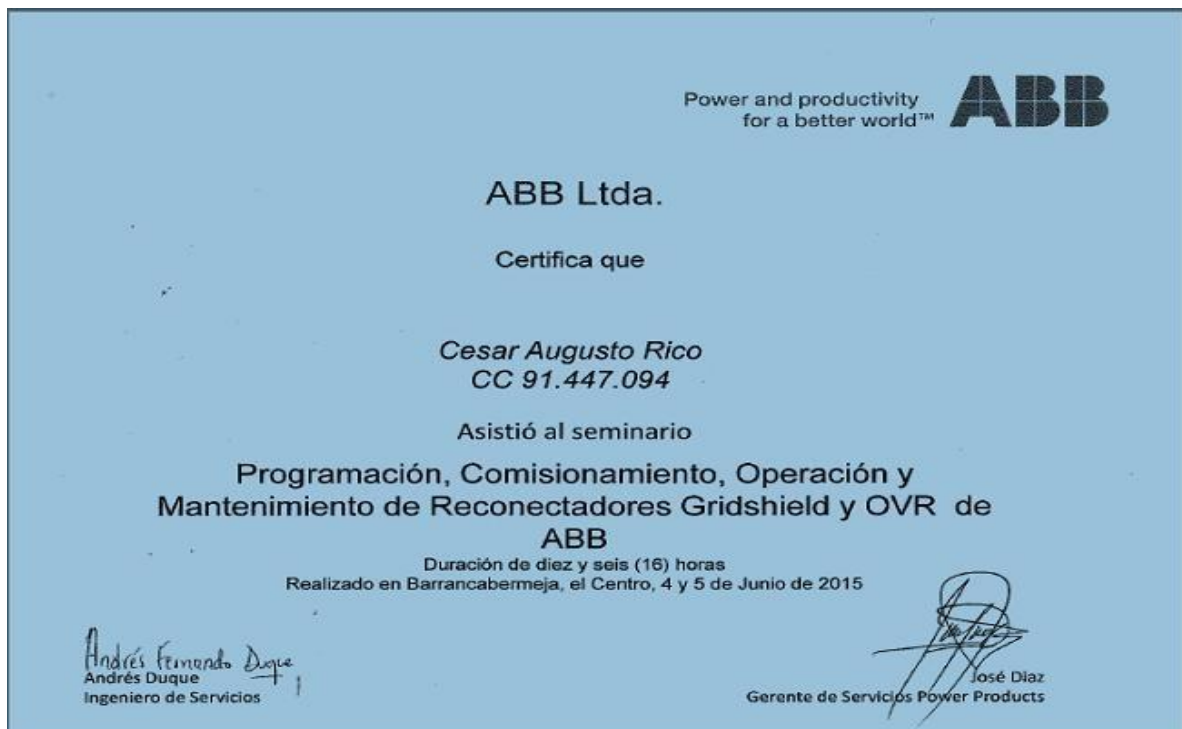 Power and productivity
for a better world™ ABB
ABB Ltda.
Certifica que
Cesar Augusto Rico
CC 91.447.094
Asistió al seminario
Programación, Comisionamiento, Operación y
Mantenimiento de Reconectadores Gridshield y OVR de
ABB
Duración de diez y seis (16) horas
Realizado en Barrancabermeja, el Centro, 4 y 5 de Junio de 2015
Andrés Fernando Duque
Andrés Duque
Ingeniero de Servicios
José Diaz
Gerente de Servicios Power Products